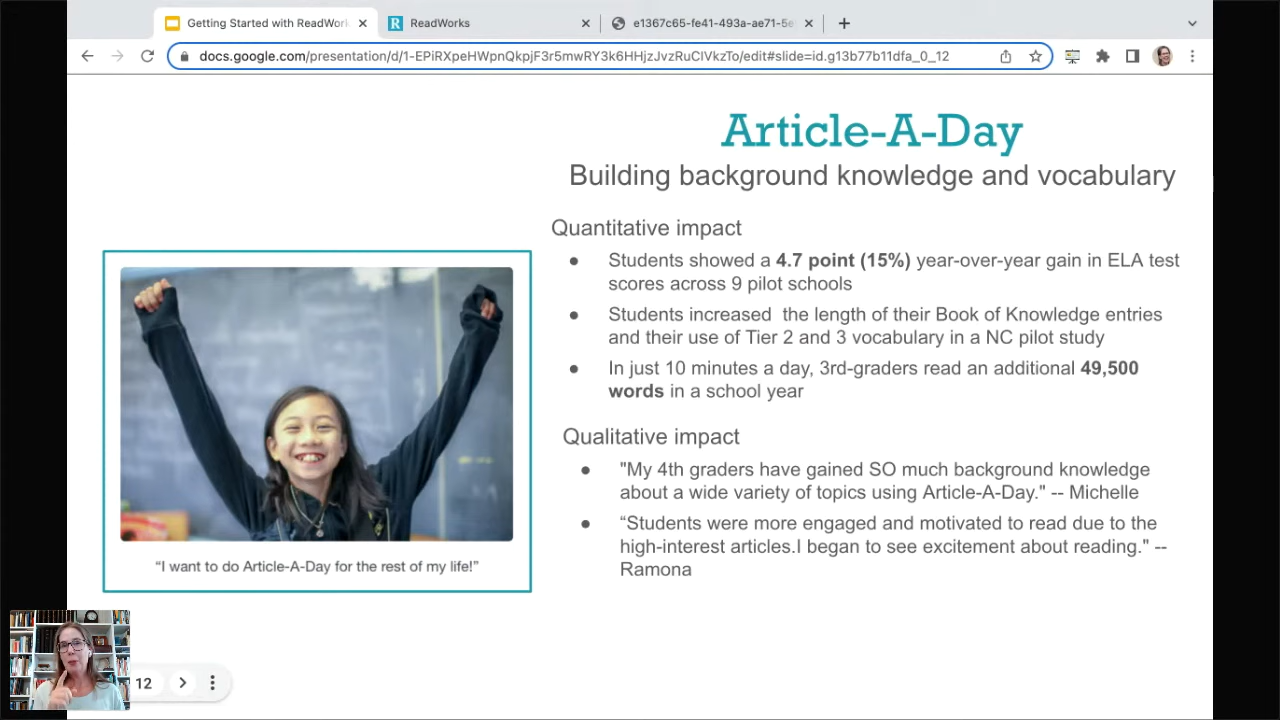 Getting Started with ReadWork
ReadWorks
e1367c65-fe41-493a-ae71-5e
docs.google.com/presentation/d/1-EPiRXpeHWpnQkpjF3r5mwRY3k6HHjzJvzRuClVkzTo/edit#slide=id.g13b77b11dfa_0_12
Article-A-Day
Building background knowledge and vocabulary
Quantitative impact
● Students showed a 4.7 point (15%) year-over-year gain in ELA test
scores across 9 pilot schools
● Students increased  the length of their Book of Knowledge entries
and their use of Tier 2 and 3 vocabulary in a NC pilot study
● In just 10 minutes a day, 3rd-graders read an additional 49,500
words in a school year
Qualitative impact
● "My 4th graders have gained SO much background knowledge
about a wide variety of topics using Article-A-Day." -- Michelle
● “Students were more engaged and motivated to read due to the
high-interest articles.I began to see excitement about reading." --
Ramona
“I want to do Article-A-Day for the rest of my life!”
12